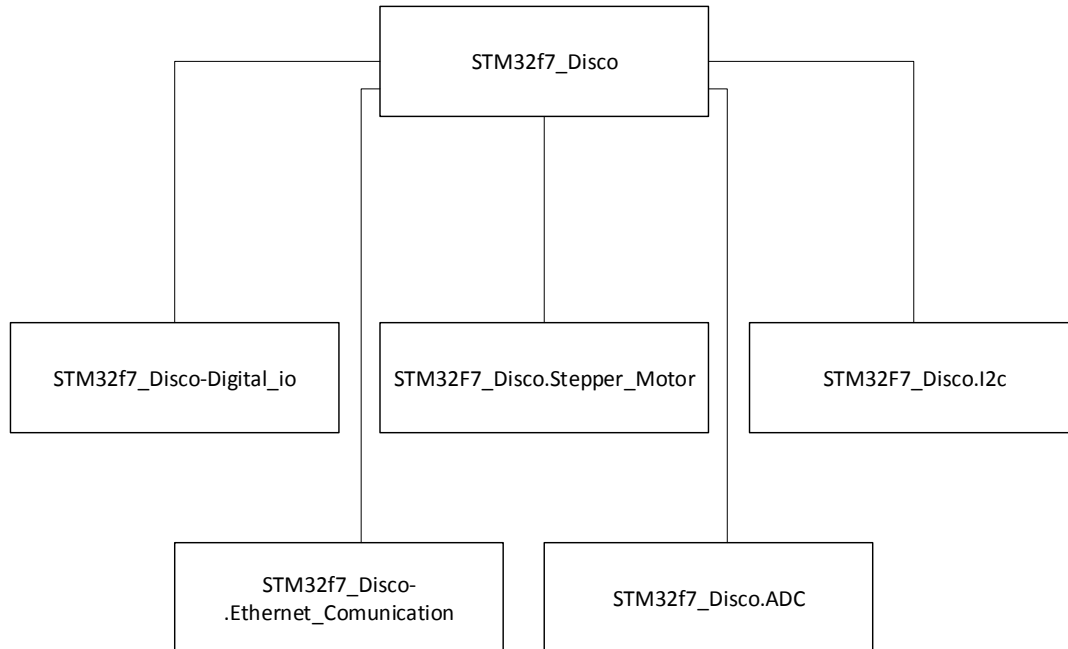 STM32f7_Disco
STM32f7_Disco-Digital_io
STM32F7_Disco.Stepper_Motor
STM32F7_Disco.I2c
STM32f7_Disco-
.Ethernet_Comunication
STM32f7_Disco.ADC